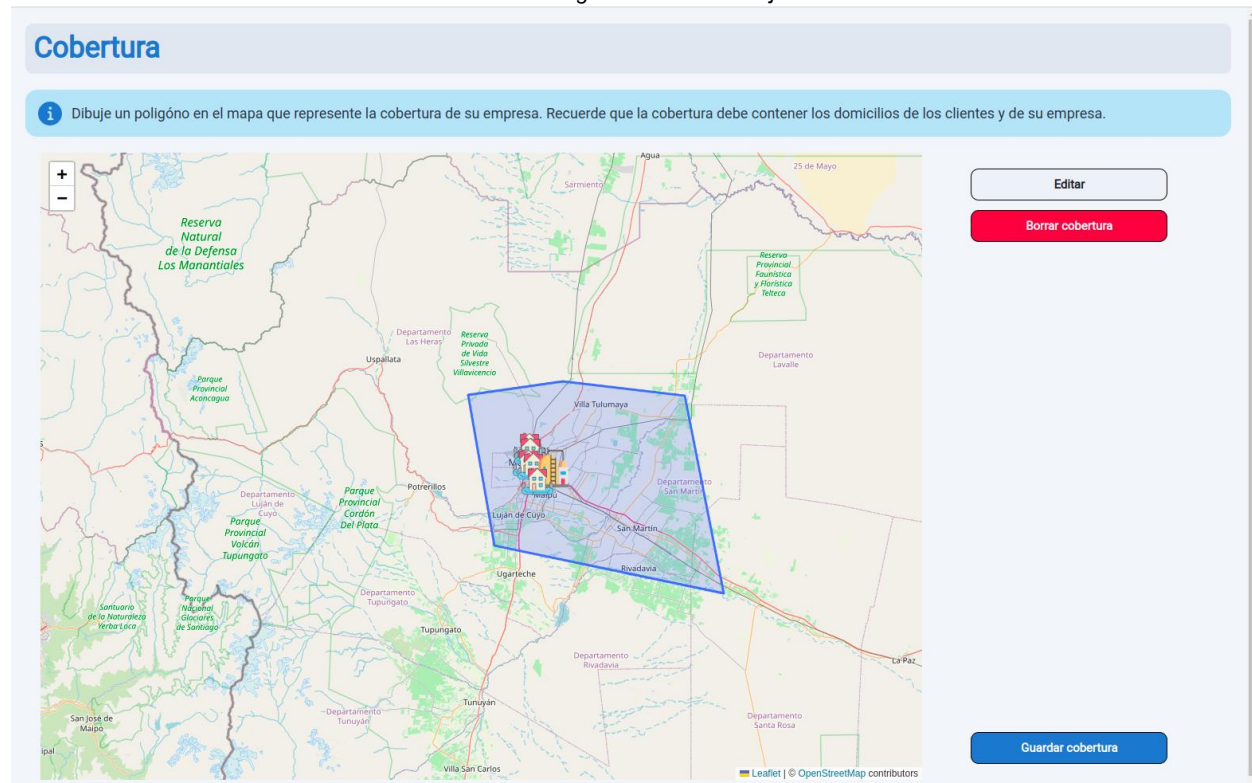 Cobertura
Dibuje un poligóno en el mapa que represente la cobertura de su empresa. Recuerde que la cobertura debe contener los domicilios de los clientes y de su empresa.
+
−
Agua
25 de Mayo
Sarmiento
Reserva
Natural
de la Defensa
Los Manantiales
Reserva
Provincial
Faunística
y Florística
Telteca
Departamento
Las Heras
Reserva
Privada
de Vida
Silvestre
Villavicencio
Uspallata
Departamento
Lavalle
Parque
Provincial
Aconcagua
Villa Tulumaya
Potrerillos
Departamento
Luján de
Cuyo
Parque
Provincial
Cordón
Del Plata
Maipú
Departamento
San Martín
Parque
Provincial
Volcán
Tupungato
Luján de Cuyo
San Martín
Ugarteche
Rivadavia
Departamento
Tupungato
Santuario
de la Naturaleza
Yerba Loca
Parque
Nacional
Glaciares
de Santiago
Tupungato
Departamento
Rivadavia
La Paz
Tunuyán
Departamento
Tunuyán
San José de
Maipo
Departamento
Santa Rosa
ipal
Villa San Carlos
Leaflet | © OpenStreetMap contributors
Editar
Borrar cobertura
Guardar cobertura